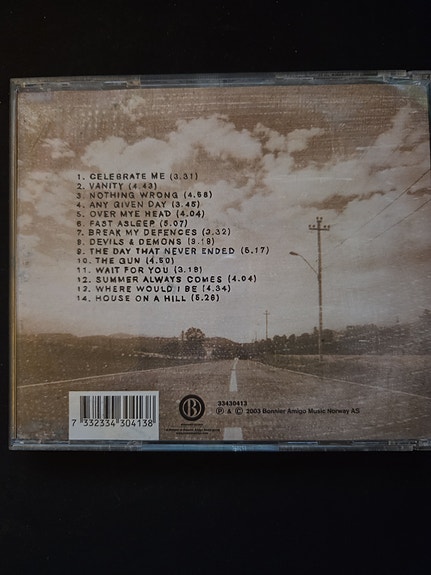 1. CELEBRATE ME (3.31)
2. VANITY (4.43)
3. NOTHING WRONG (4.58)
4. ANY GIVEN DAY (3.45)
5. OVER MYE HEAD (4.04)
6. FAST ASLEEP (5.07)
7. BREAK MY DEFENCES (3.32)
8. DEVILS & DEMONS (3.19)
9. THE DAY THAT NEVER ENDED (5.17)
10. THE GUN (4.50)
11. WAIT FOR YOU (3.18)
12. SUMMER ALWAYS COMES (4.04)
13. WHERE WOULD I BE (4.34)
14. HOUSE ON A HILL (5.26)
33430413
℗ & © 2003 Bonnier Amigo Music Norway AS
B
7 332334 304138